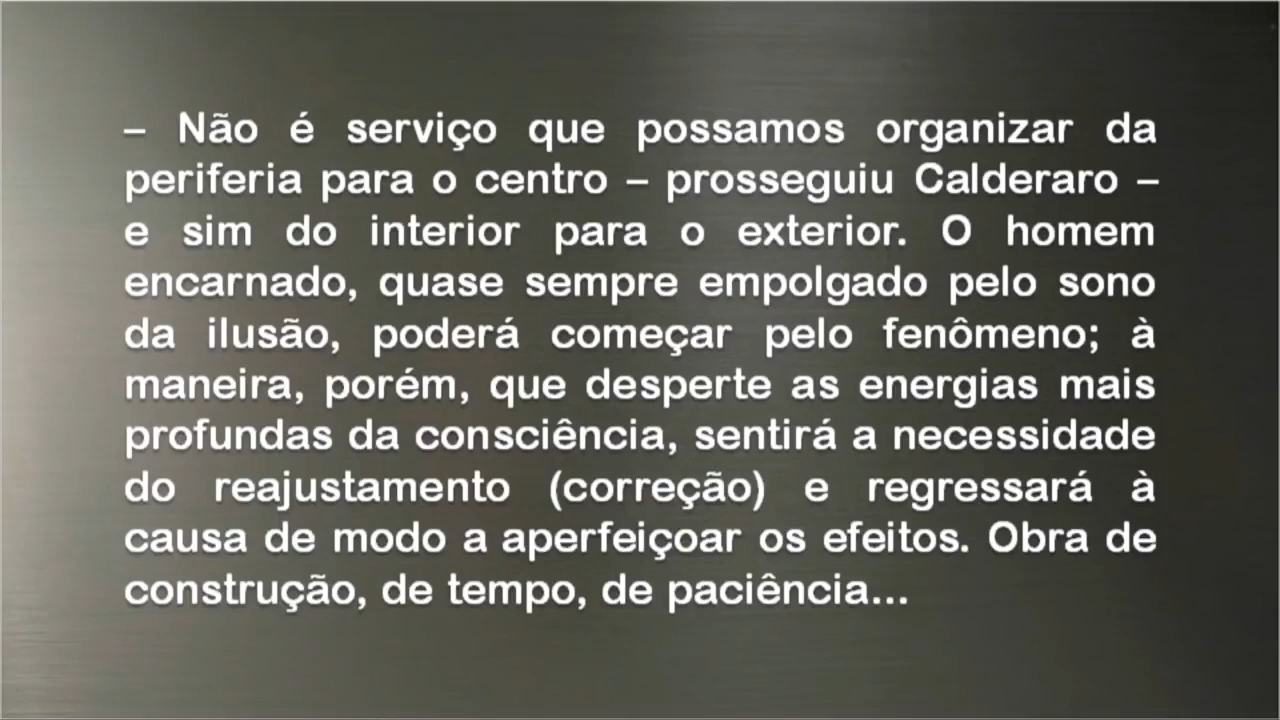 – Não é serviço que possamos organizar da
periferia para o centro – prosseguiu Calderaro –
e sim do interior para o exterior. O homem
encarnado, quase sempre empolgado pelo sono
da ilusão, poderá começar pelo fenômeno; à
maneira, porém, que desperte as energias mais
profundas da consciência, sentirá a necessidade
do reajustamento (correção) e regressará à
causa de modo a aperfeiçoar os efeitos. Obra de
construção, de tempo, de paciência...